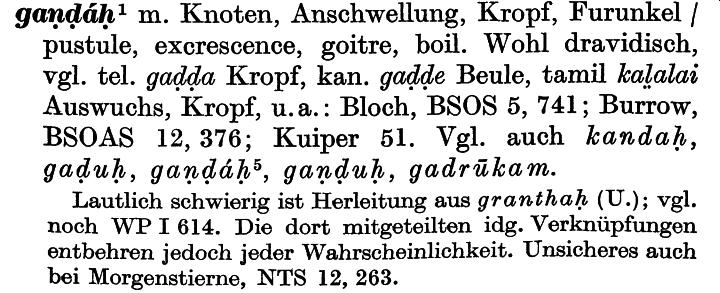 gaṇḍáḥ¹ m. Knoten, Anschwellung, Kropf, Furunkel /
pustule, excrescence, goitre, boil. Wohl dravidisch,
vgl. tel. gaḍḍa Kropf, kan. gaḍḍe Beule, tamil kaḻalai
Auswuchs, Kropf, u.a.: Bloch, BSOS 5, 741; Burrow,
BSOAS 12, 376; Kuiper 51. Vgl. auch kandaḥ,
gaḍuḥ, gaṇḍáḥ⁵, gaṇḍuḥ, gadrūkam.
Lautlich schwierig ist Herleitung aus granthaḥ (U.); vgl.
noch WP I 614. Die dort mitgeteilten idg. Verknüpfungen
entbehren jedoch jeder Wahrscheinlichkeit. Unsicheres auch
bei Morgenstierne, NTS 12, 263.